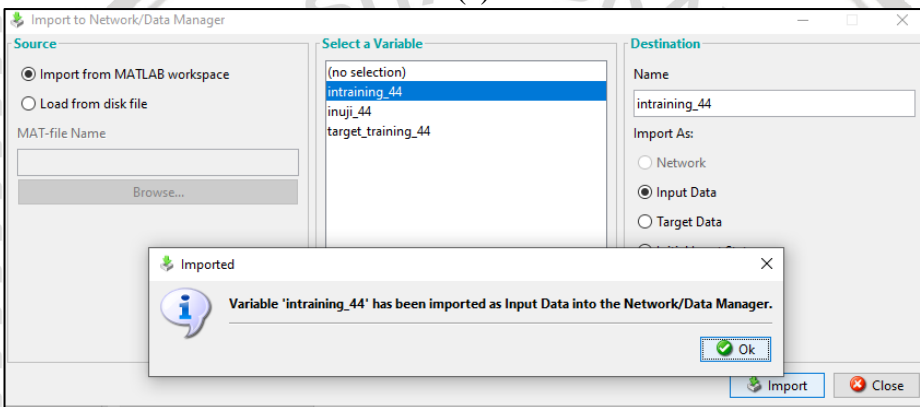 Import to Network/Data Manager
Source
Import from MATLAB workspace
Load from disk file
MAT-file Name
Browse...
Select a Variable
(no selection)
intraining_44
inuji_44
target_training_44
Destination
Name
intraining_44
Import As:
Network
Input Data
Target Data
Imported
Variable 'intraining_44' has been imported as Input Data into the Network/Data Manager.
Ok
Import
Close